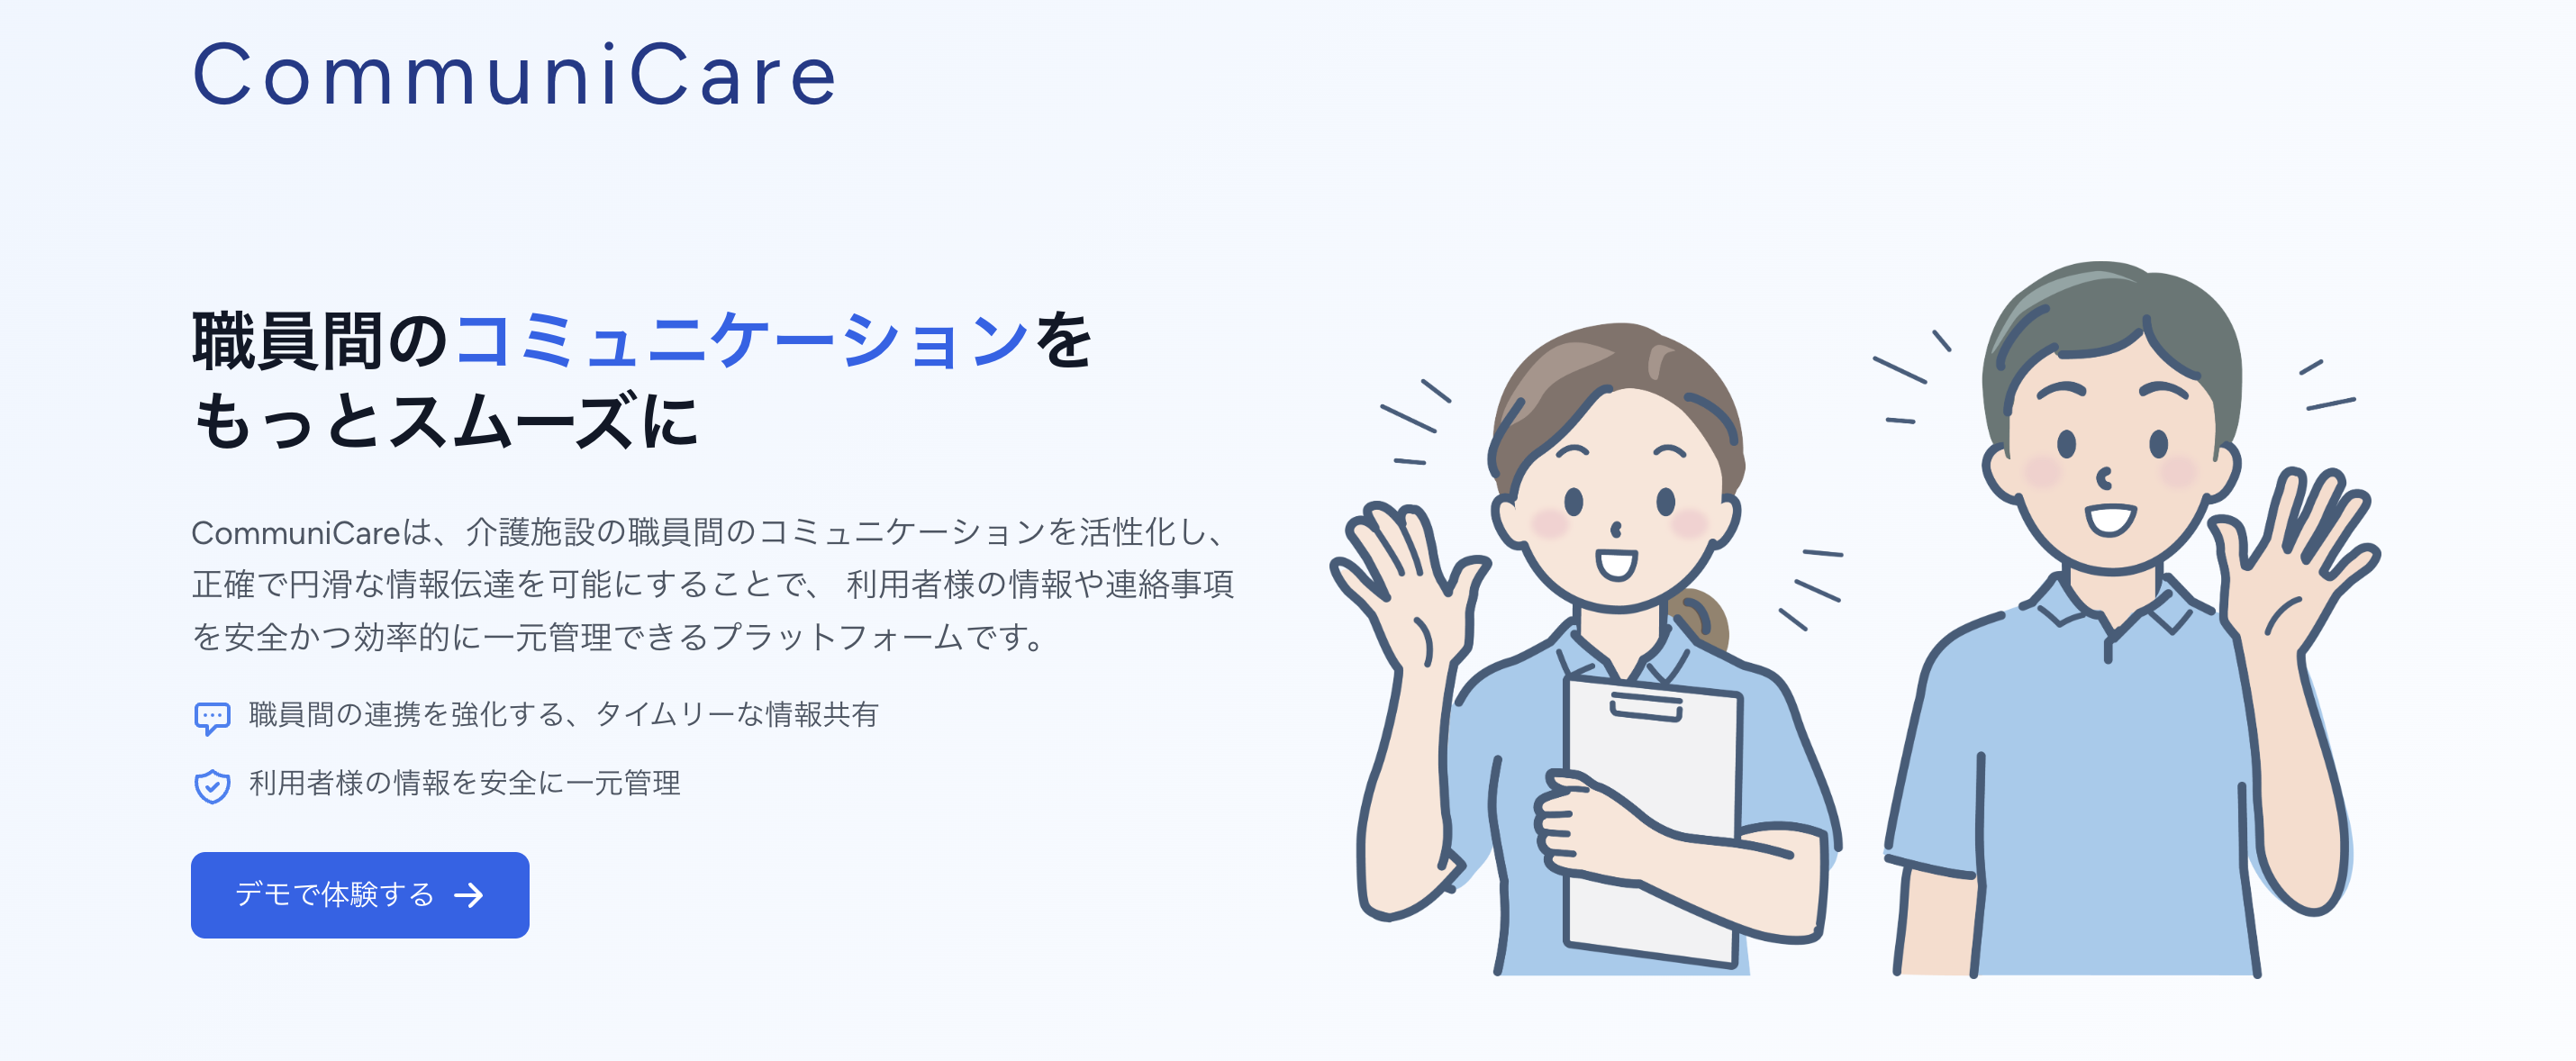 CommuniCare
職員間のコミュニケーションを
もっとスムーズに
CommuniCareは、介護施設の職員間のコミュニケーションを活性化し、
正確で円滑な情報伝達を可能にすることで、 利用者様の情報や連絡事項
を安全かつ効率的に一元管理できるプラットフォームです。
職員間の連携を強化する、タイムリーな情報共有
利用者様の情報を安全に一元管理
デモで体験する →